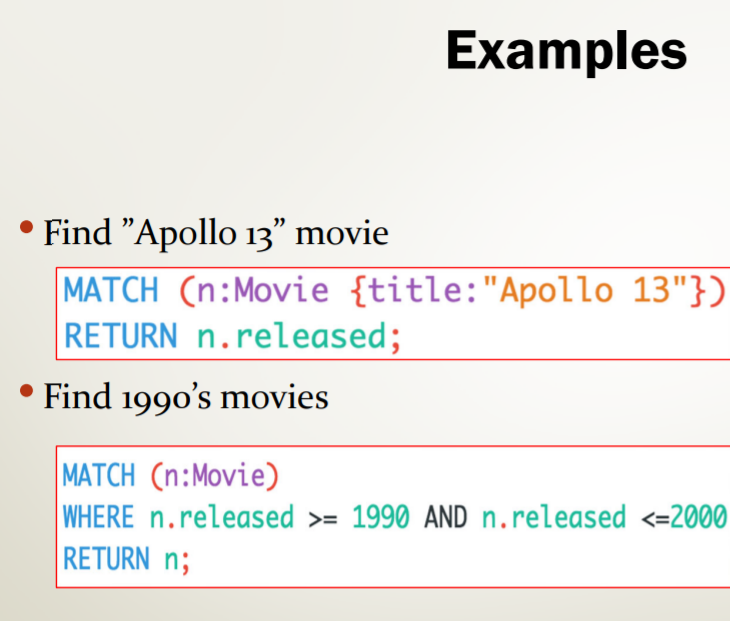 Examples
• Find ”Apollo 13” movie
MATCH (n:Movie {title:"Apollo 13"})
RETURN n.released;
• Find 1990’s movies
MATCH (n:Movie)
WHERE n.released >= 1990 AND n.released <=2000
RETURN n;